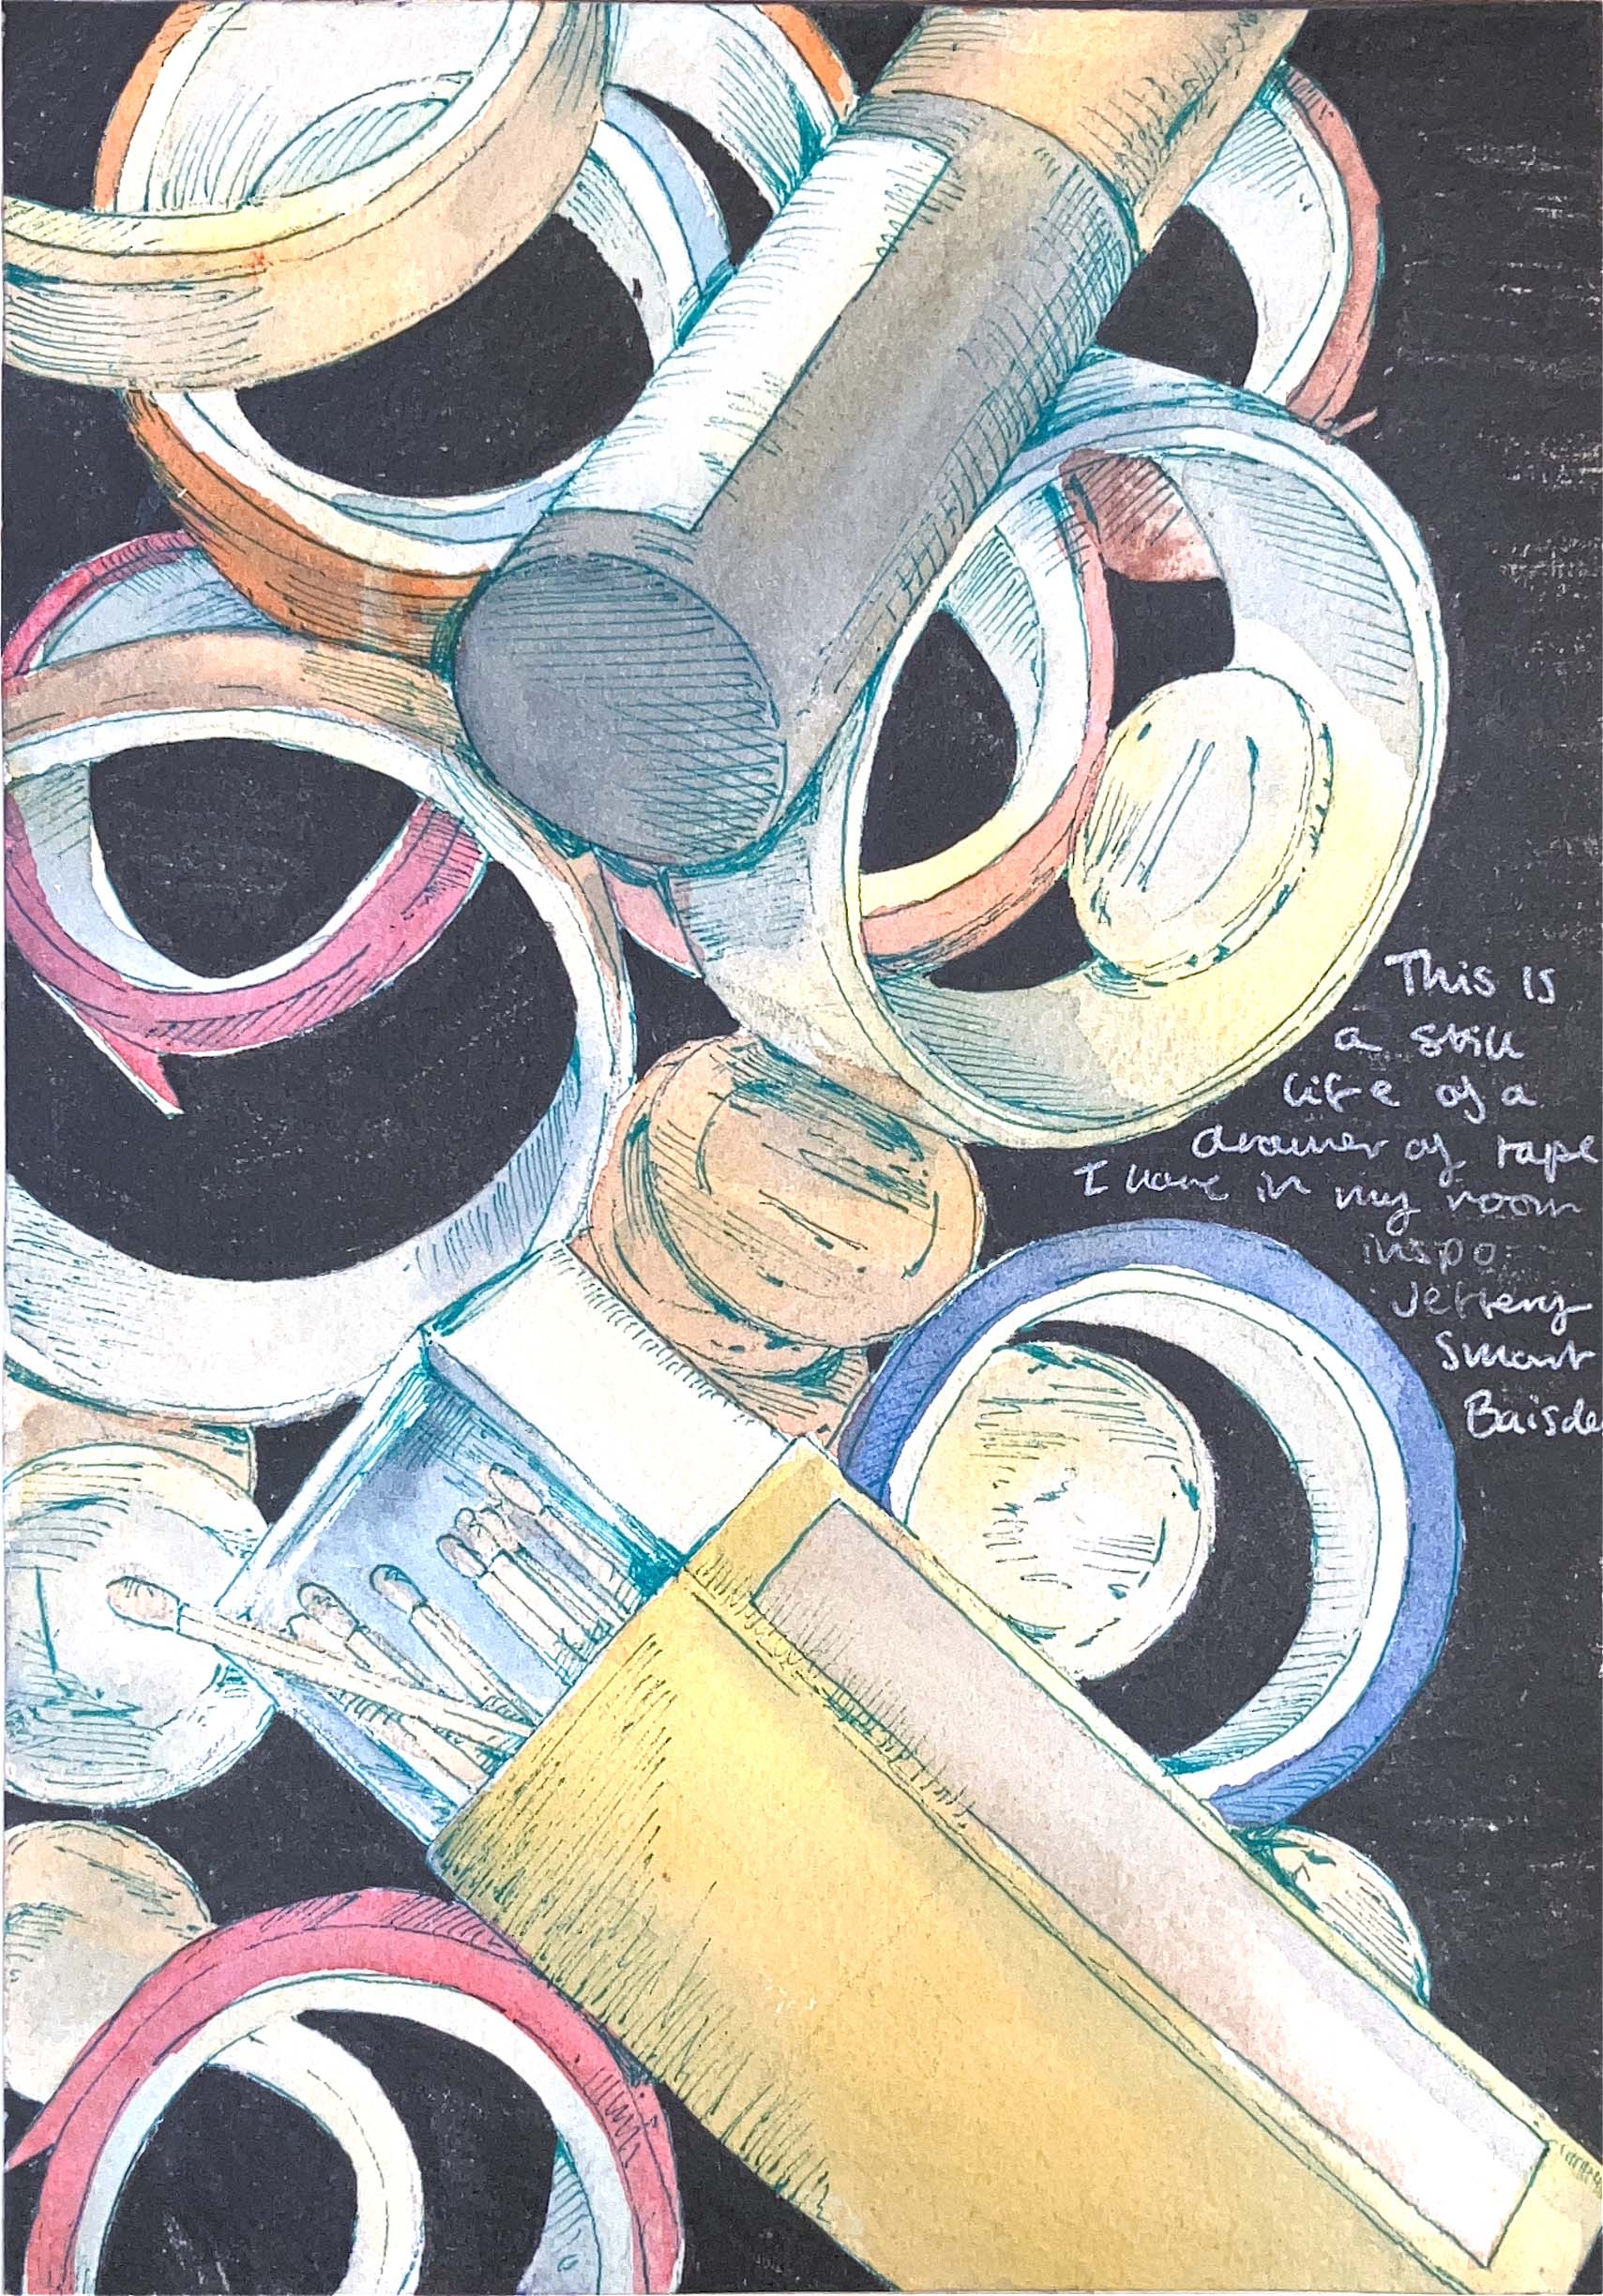 This is
a still
life of a
drawer of tape
I have in my room
inspo:
Jeffery
Smart
Baisde